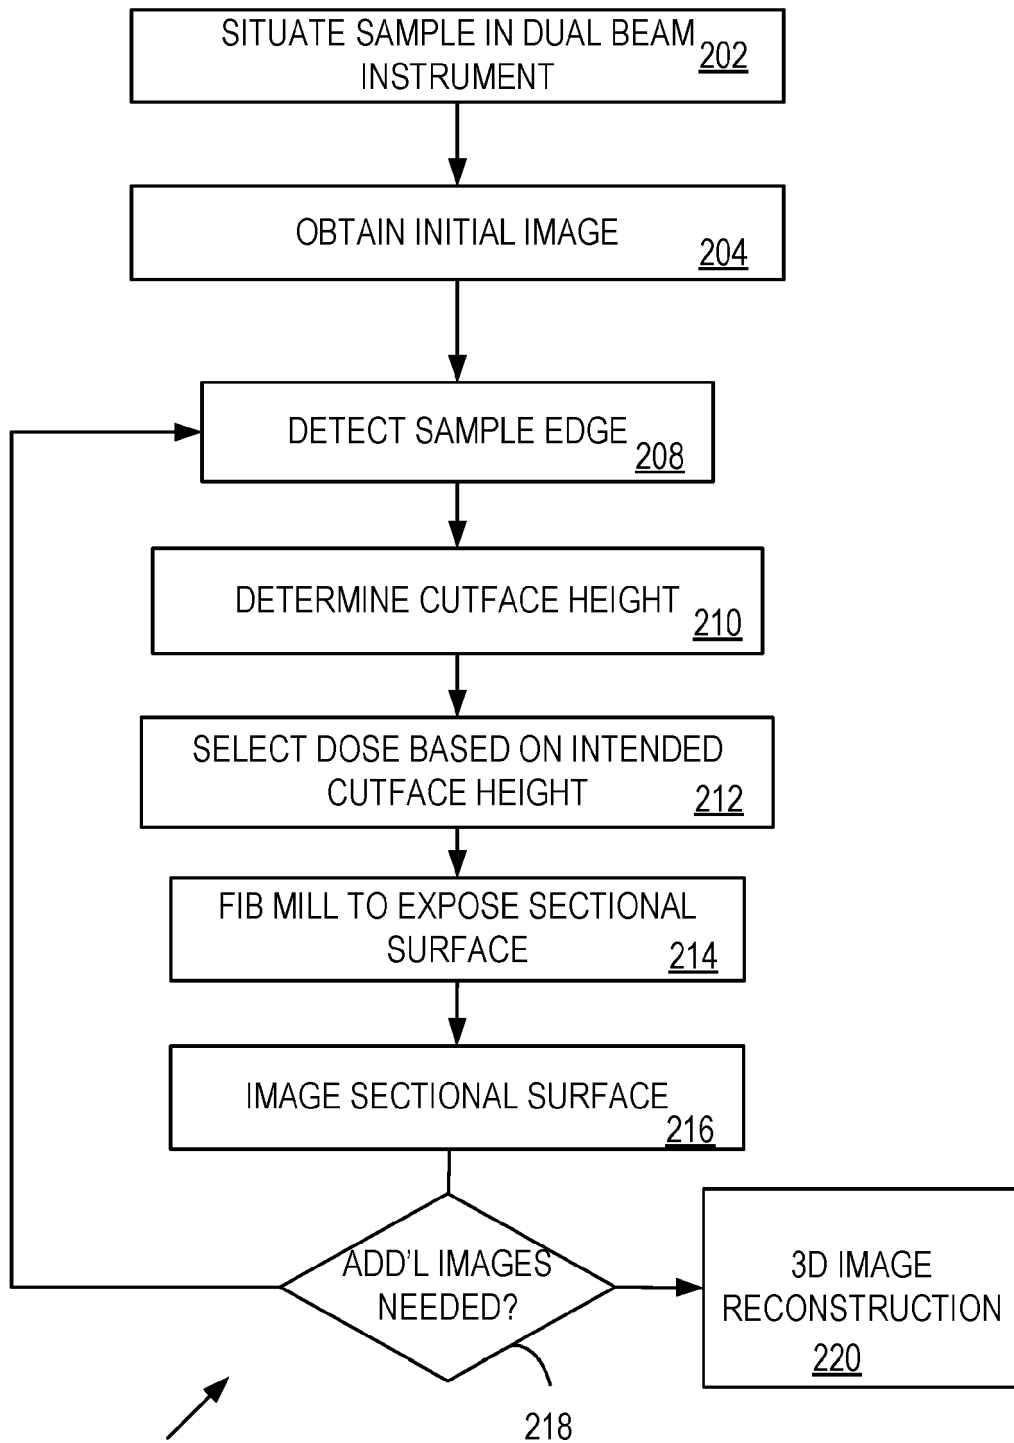 SITUATE SAMPLE IN DUAL BEAM
INSTRUMENT
202
OBTAIN INITIAL IMAGE
204
DETECT SAMPLE EDGE
208
DETERMINE CUTFACE HEIGHT
210
SELECT DOSE BASED ON INTENDED
CUTFACE HEIGHT
212
FIB MILL TO EXPOSE SECTIONAL
SURFACE
214
IMAGE SECTIONAL SURFACE
216
ADD'L IMAGES
NEEDED?
218
3D IMAGE
RECONSTRUCTION
220